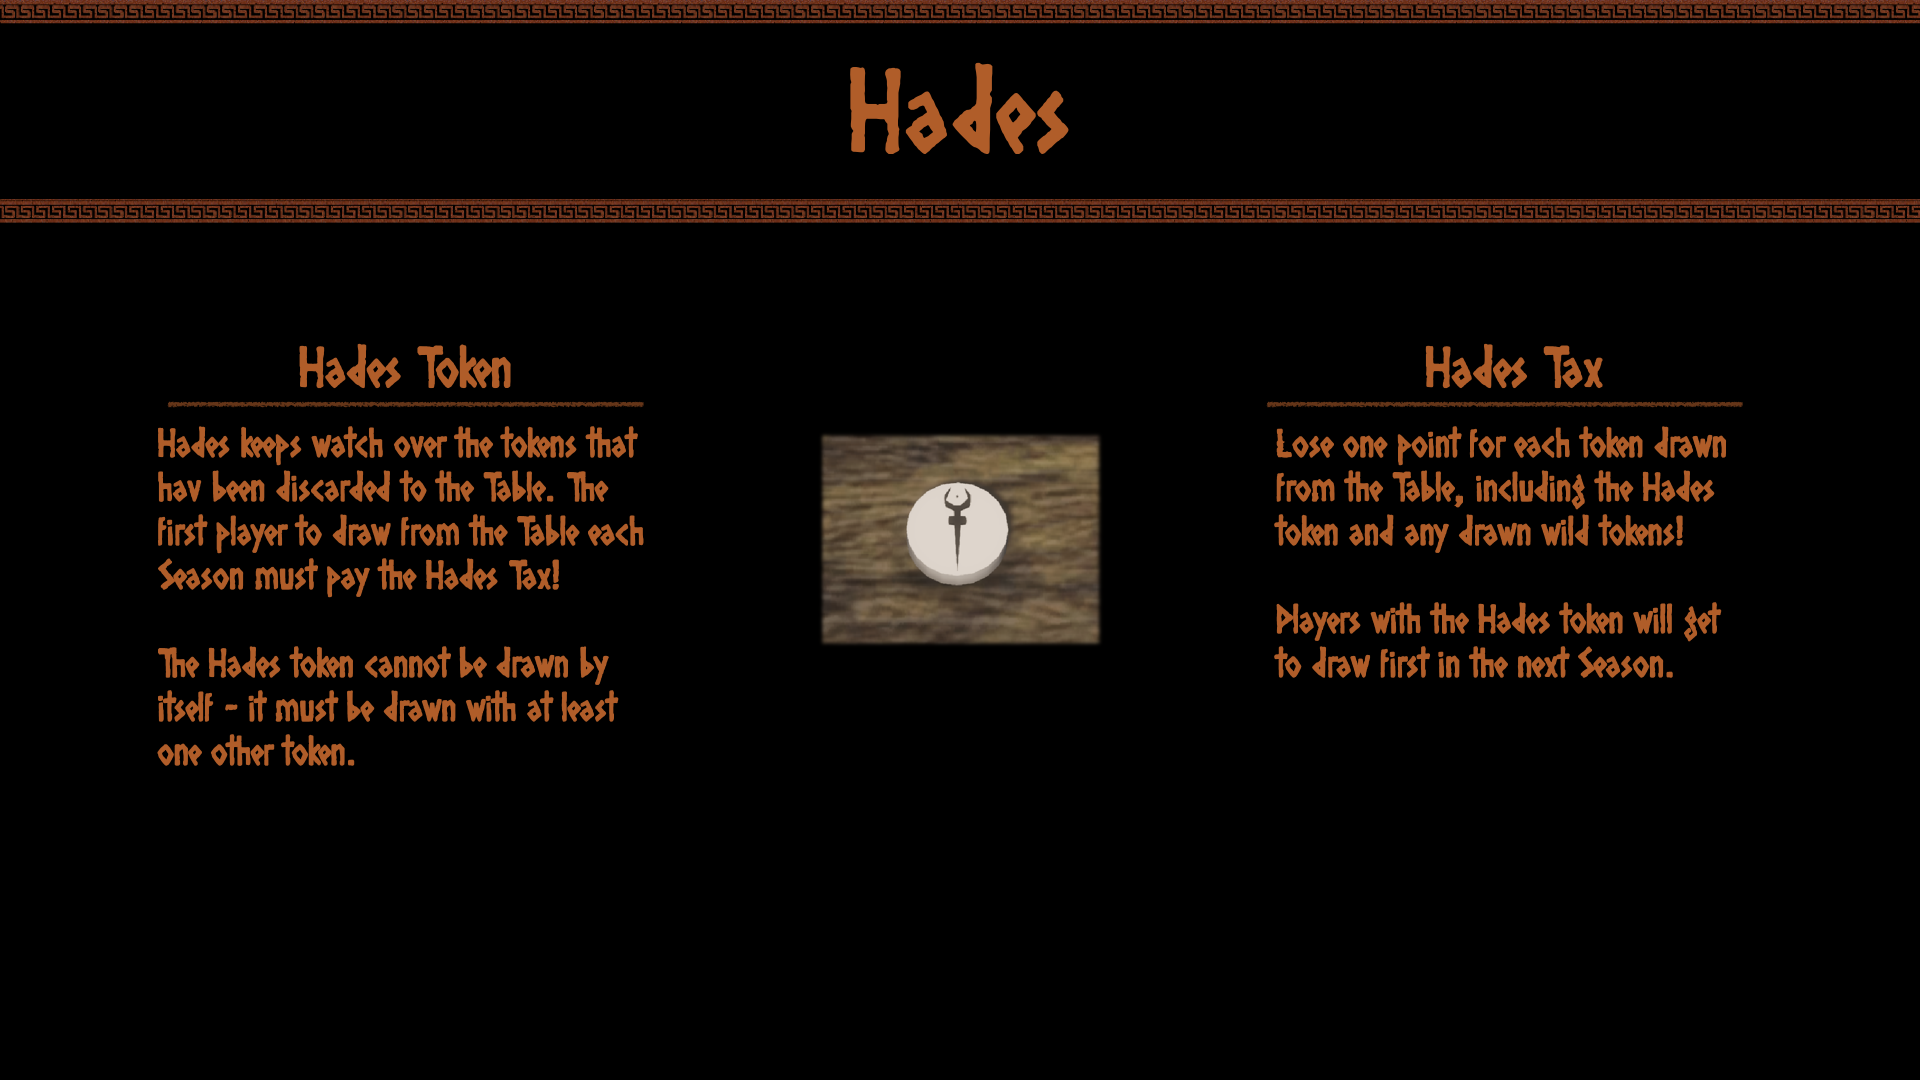 Hades
Hades Token
Hades keeps watch over the tokens that
hav been discarded to the Table. The
first player to draw from the Table each
Season must pay the Hades Tax!
The Hades token cannot be drawn by
itself - it must be drawn with at least
one other token.
Hades Tax
Lose one point for each token drawn
from the Table, including the Hades
token and any drawn wild tokens!
Players with the Hades token will get
to draw first in the next Season.